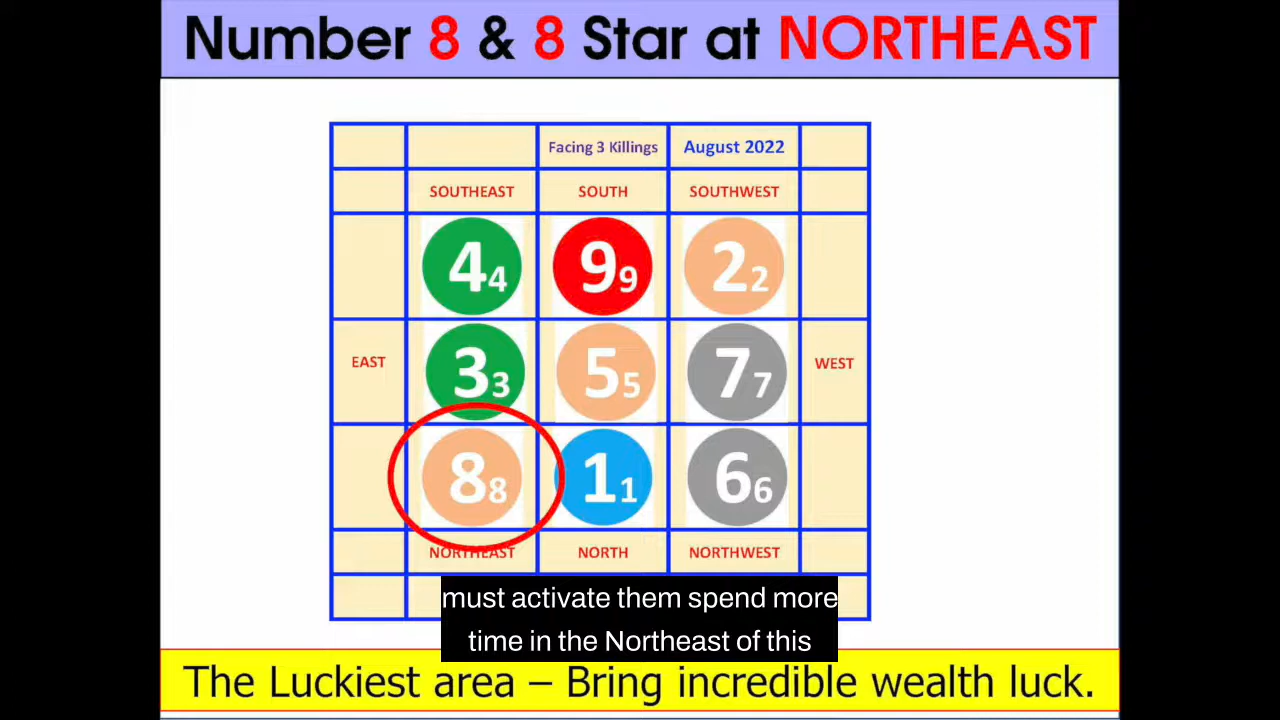 Number 8 & 8 Star at NORTHEAST
Facing 3 Killings August 2022
SOUTHEAST SOUTH SOUTHWEST
44 99 22
EAST 33 55 77 WEST
88 11 66
NORTHEAST NORTH NORTHWEST
must activate them spend more
time in the Northeast of this
The Luckiest area – Bring incredible wealth luck.